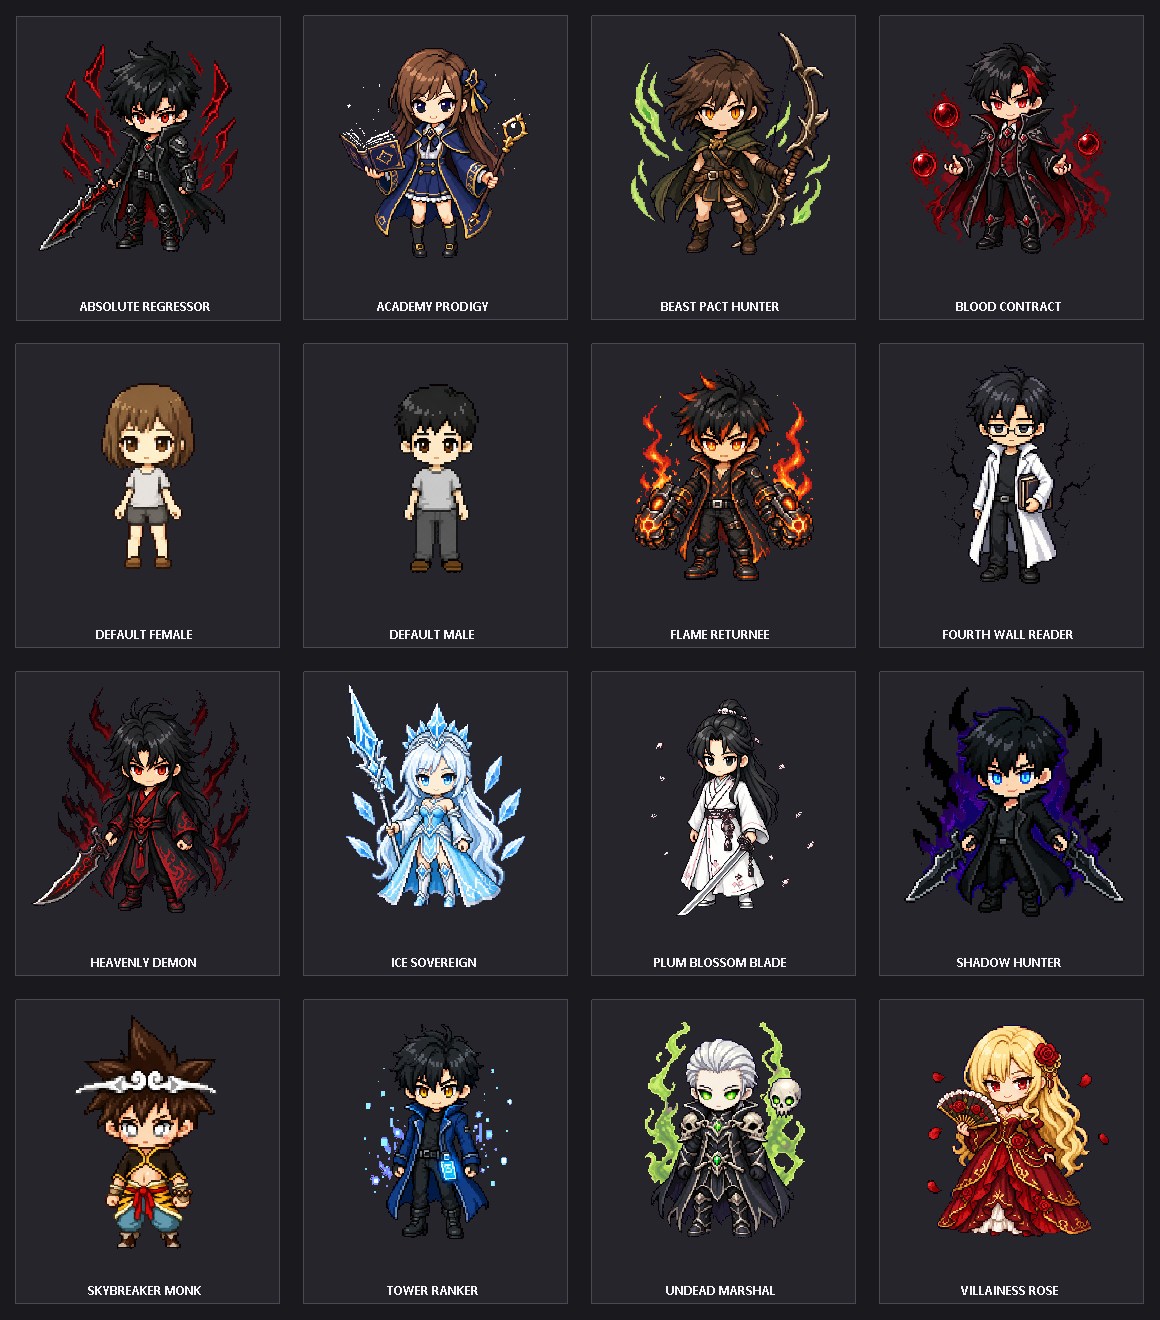 ABSOLUTE REGRESSOR
ACADEMY PRODIGY
BEAST PACT HUNTER
BLOOD CONTRACT
DEFAULT FEMALE
DEFAULT MALE
FLAME RETURNEE
FOURTH WALL READER
HEAVENLY DEMON
ICE SOVEREIGN
PLUM BLOSSOM BLADE
SHADOW HUNTER
SKYBREAKER MONK
TOWER RANKER
UNDEAD MARSHAL
VILLAINESS ROSE